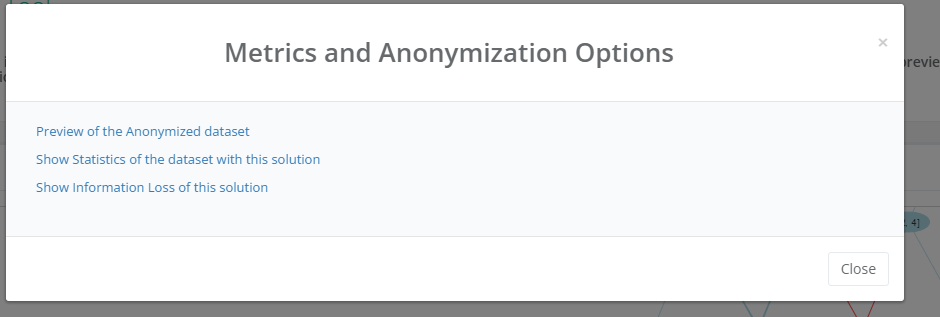 Metrics and Anonymization Options
×
Preview of the Anonymized dataset
Show Statistics of the dataset with this solution
Show Information Loss of this solution
4]
Close